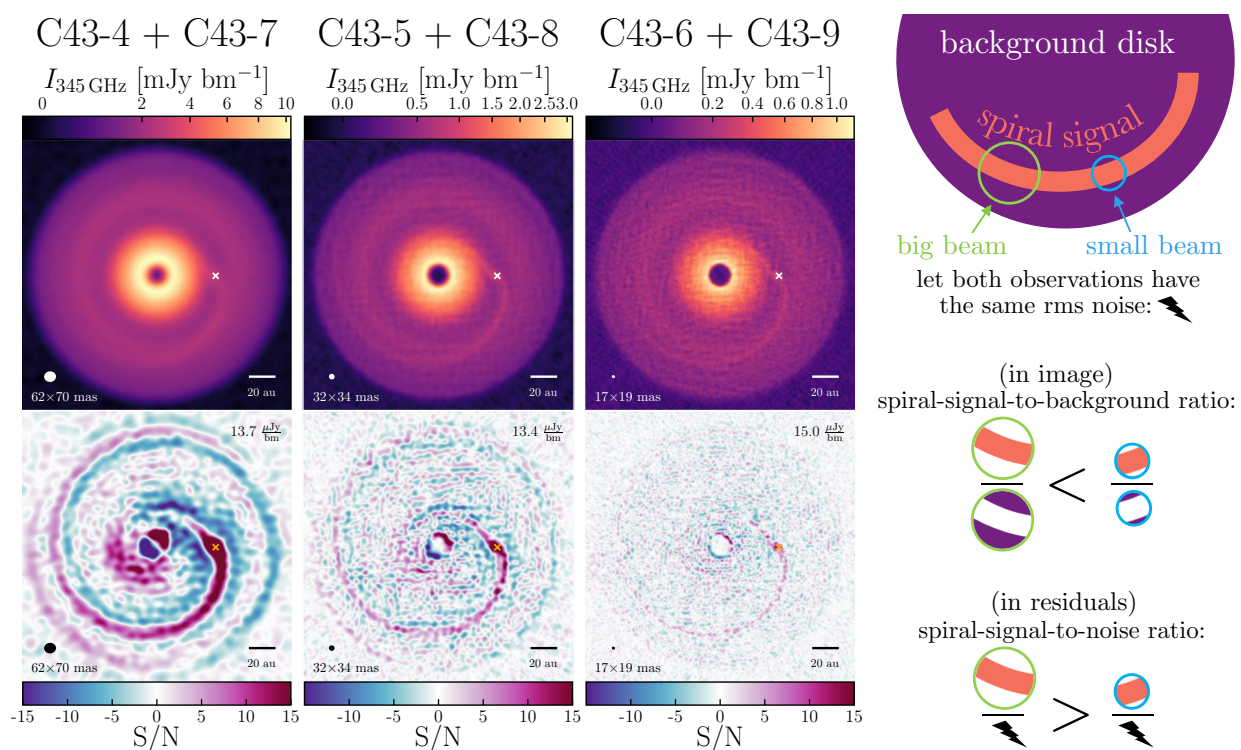 C43-4 + C43-7
I₃₄₅ GHz [mJy bm⁻¹]
0 2 4 6 8 10
62×70 mas
20 au
13.7 μJy/bm
62×70 mas
20 au
-15 -10 -5 0 5 10 15
S/N
C43-5 + C43-8
I₃₄₅ GHz [mJy bm⁻¹]
0.0 0.5 1.0 1.5 2.0 2.5 3.0
32×34 mas
20 au
13.4 μJy/bm
32×34 mas
20 au
-10 -5 0 5 10 15
S/N
C43-6 + C43-9
I₃₄₅ GHz [mJy bm⁻¹]
0.0 0.2 0.4 0.6 0.8 1.0
17×19 mas
20 au
15.0 μJy/bm
17×19 mas
20 au
-10 -5 0 5 10 15
S/N
background disk
spiral signal
big beam
small beam
let both observations have
the same rms noise:
(in image)
spiral-signal-to-background ratio:
<
(in residuals)
spiral-signal-to-noise ratio:
>